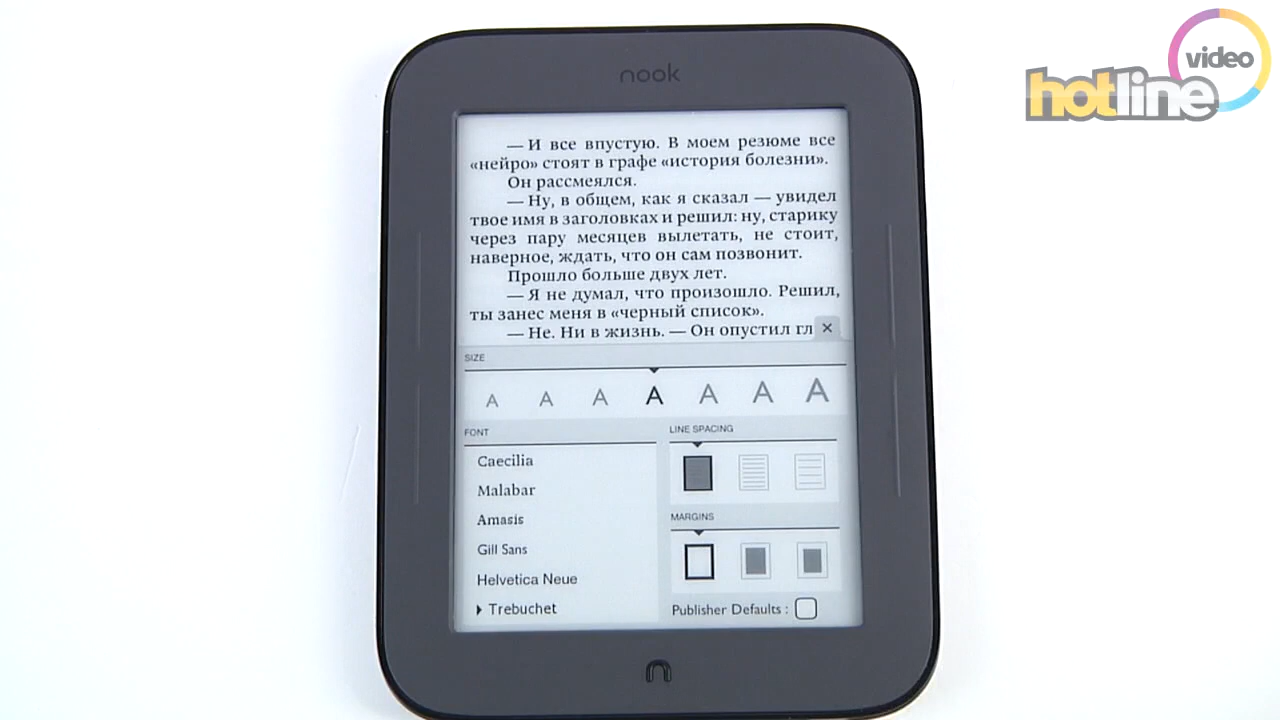 video
hotline
nook
— И все впустую. В моем резюме все
«нейро» стоят в графе «история болезни».
Он рассмеялся.
— Ну, в общем, как я сказал — увидел
твое имя в заголовках и решил: ну, старику
через пару месяцев вылетать, не стоит,
наверное, ждать, что он сам позвонит.
Прошло больше двух лет.
— Я не думал, что произошло. Решил,
ты занес меня в «черный список».
— Не. Ни в жизнь. — Он опустил гл
SIZE
A A A A A A A
FONT
Caecilia
Malabar
Amasis
Gill Sans
Helvetica Neue
Trebuchet
LINE SPACING
MARGINS
Publisher Defaults :
n